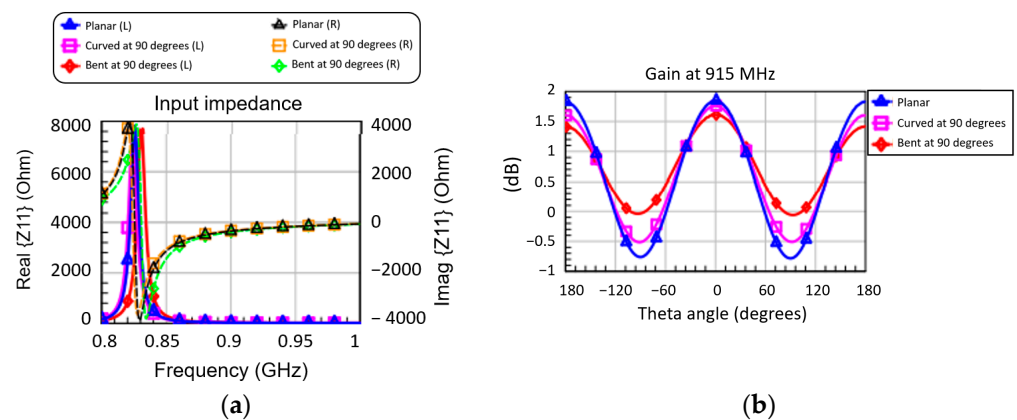 Planar (L)
Planar (R)
Curved at 90 degrees (L)
Curved at 90 degrees (R)
Bent at 90 degrees (L)
Bent at 90 degrees (R)
Input impedance
Real {Z11} (Ohm)
8000
6000
4000
2000
0
4000
2000
0
− 2000
− 4000
Imag {Z11} (Ohm)
0.8
0.85
0.9
0.95
1
Frequency (GHz)
(a)
Gain at 915 MHz
(dB)
2
1.5
1
0.5
0
−0.5
−1
180
−120
−60
0
60
120
180
Theta angle (degrees)
Planar
Curved at 90 degrees
Bent at 90 degrees
(b)